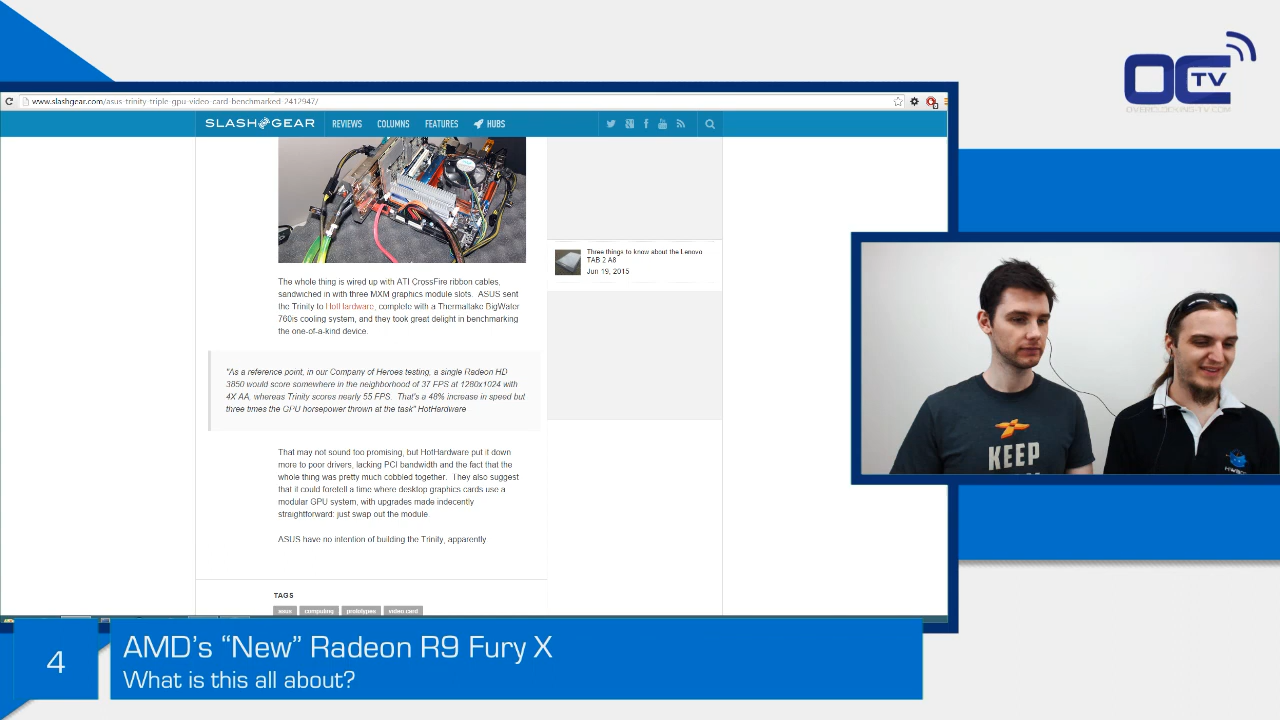 OC TV
OVERCLOCKING-TV.COM
www.slashgear.com/asus-trinity-triple-gpu-video-card-benchmarked-2412947/
SLASHGEAR REVIEWS COLUMNS FEATURES HUBS
Three things to know about the Lenovo
TAB 2 A8
Jun 19, 2015
The whole thing is wired up with ATI CrossFire ribbon cables,
sandwiched in with three MXM graphics module slots. ASUS sent
the Trinity to HotHardware, complete with a Thermaltake BigWater
760is cooling system, and they took great delight in benchmarking
the one-of-a-kind device.
"As a reference point, in our Company of Heroes testing, a single Radeon HD
3850 would score somewhere in the neighborhood of 37 FPS at 1280x1024 with
4X AA, whereas Trinity scores nearly 55 FPS. That's a 48% increase in speed but
three times the GPU horsepower thrown at the task" HotHardware
That may not sound too promising, but HotHardware put it down
more to poor drivers, lacking PCI bandwidth and the fact that the
whole thing was pretty much cobbled together. They also suggest
that it could foretell a time where desktop graphics cards use a
modular GPU system, with upgrades made indecently
straightforward: just swap out the module.
ASUS have no intention of building the Trinity, apparently
TAGS
asus computing prototypes video card
KEEP
4
AMD's "New" Radeon R9 Fury X
What is this all about?